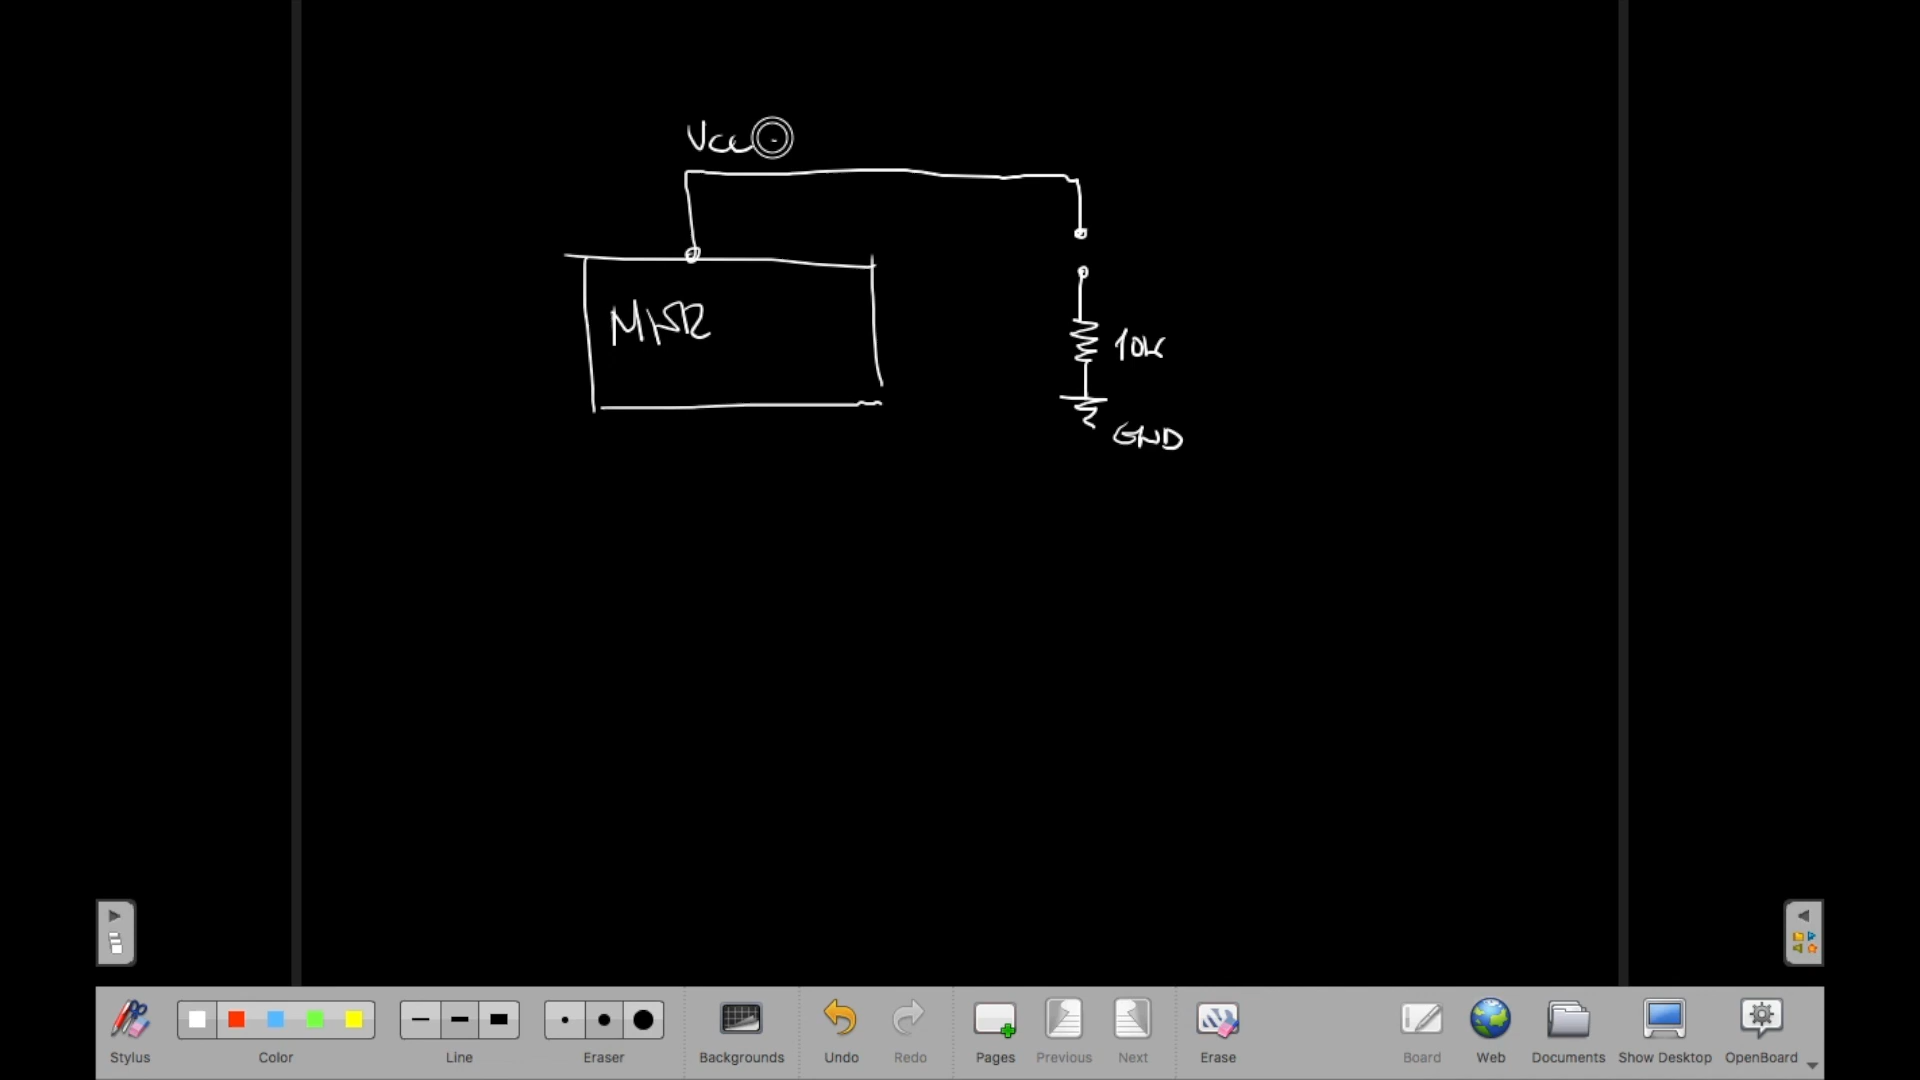 Vcc
10k
GND
Stylus
Color
Line
Eraser
Backgrounds
Undo
Redo
Pages
Previous
Next
Erase
Board
Web
Documents
Show Desktop
OpenBoard